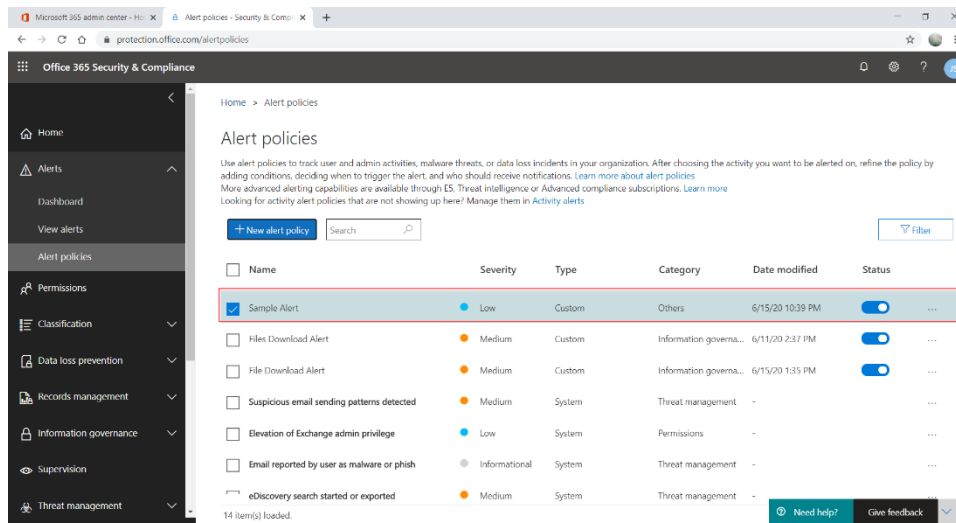 Microsoft 365 admin center - Ho
Alert policies - Security & Compl
protection.office.com/alertpolicies
Office 365 Security & Compliance
JS
Home > Alert policies
Home
Alerts
Dashboard
View alerts
Alert policies
Permissions
Classification
Data loss prevention
Records management
Information governance
Supervision
Threat management
Alert policies
Use alert policies to track user and admin activities, malware threats, or data loss incidents in your organization. After choosing the activity you want to be alerted on, refine the policy by
adding conditions, deciding when to trigger the alert, and who should receive notifications. Learn more about alert policies
More advanced alerting capabilities are available through E5, Threat intelligence or Advanced compliance subscriptions. Learn more
Looking for activity alert policies that are not showing up here? Manage them in Activity alerts
+ New alert policy Search Filter
Name Severity Type Category Date modified Status
Sample Alert Low Custom Others 6/15/20 10:39 PM ...
Files Download Alert Medium Custom Information governa... 6/11/20 2:37 PM ...
File Download Alert Medium Custom Information governa... 6/15/20 1:35 PM ...
Suspicious email sending patterns detected Medium System Threat management - ...
Elevation of Exchange admin privilege Low System Permissions - ...
Email reported by user as malware or phish Informational System Threat management - ...
eDiscovery search started or exported Medium System Threat management - ...
14 item(s) loaded.
Need help? Give feedback